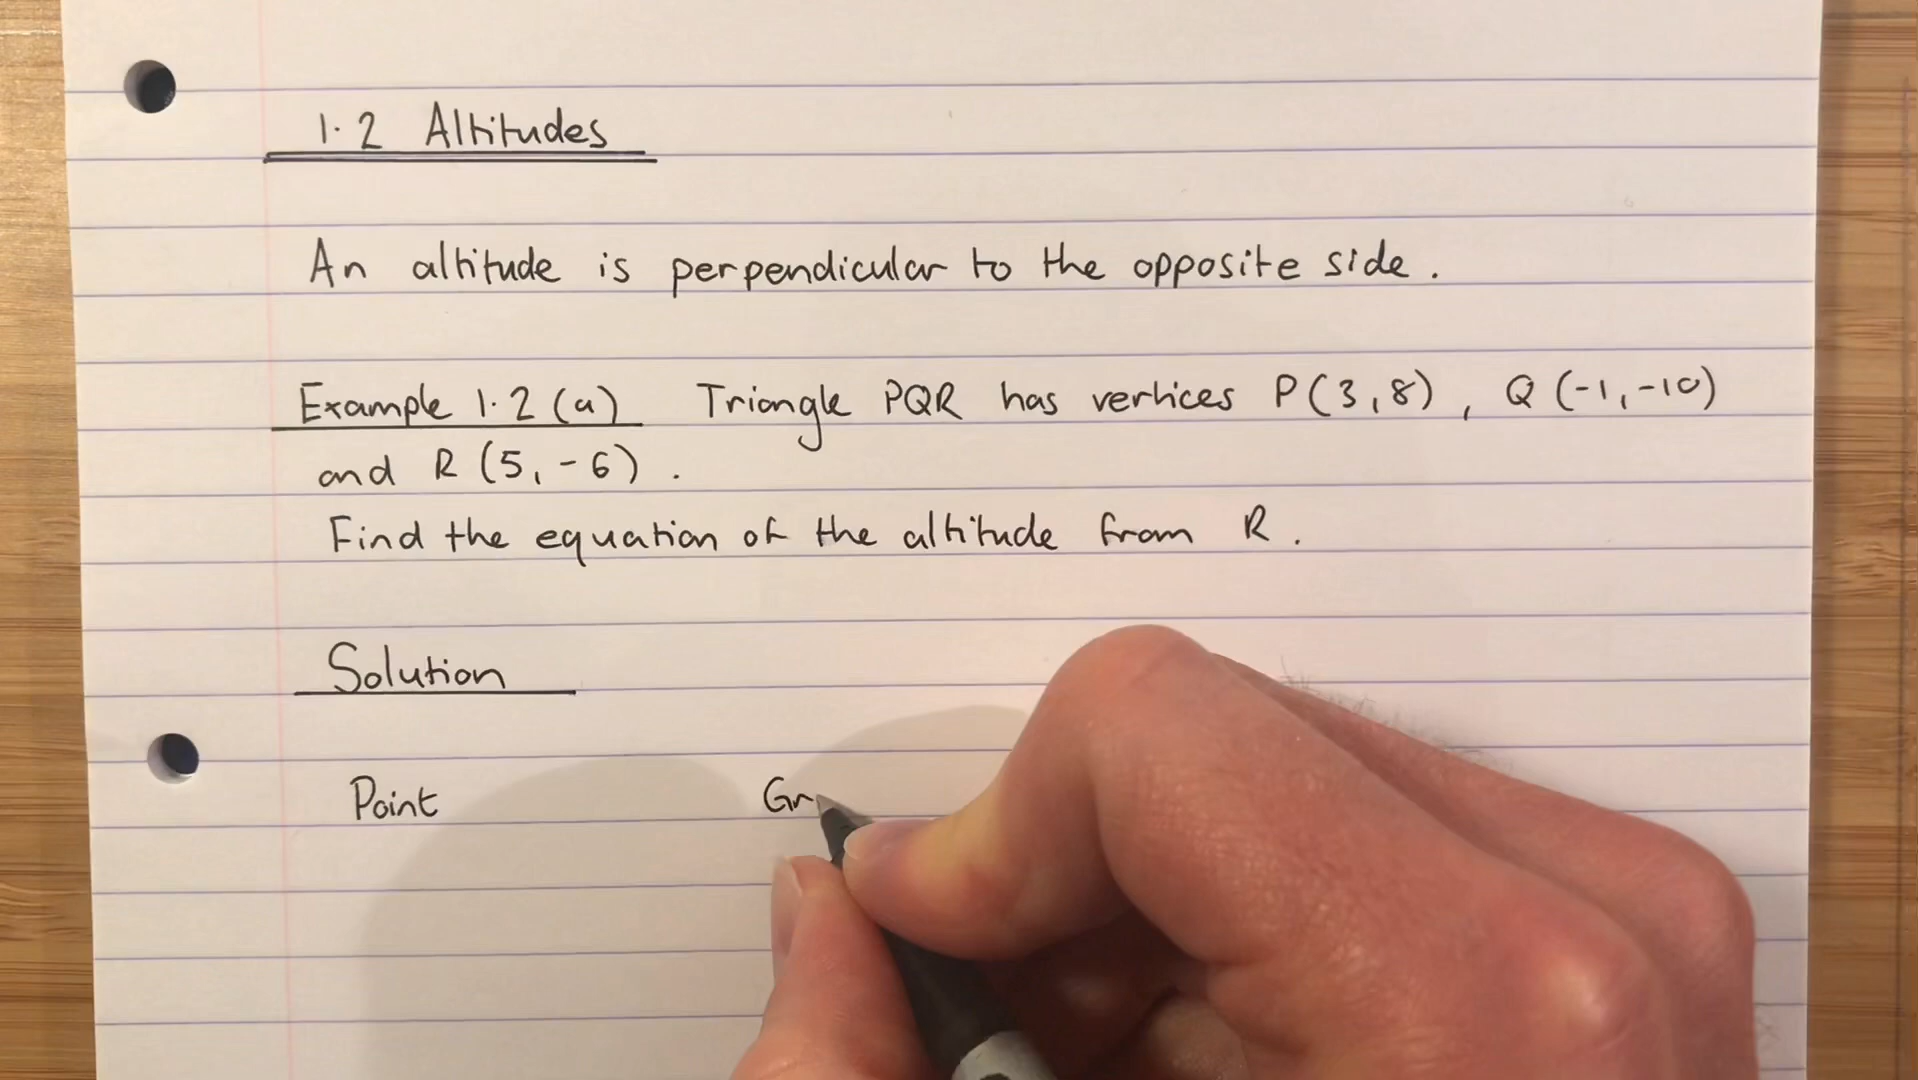 1.2 Altitudes
An altitude is perpendicular to the opposite side.
Example 1.2 (a) Triangle PQR has vertices P(3,8), Q(-1,-10)
and R (5,-6).
Find the equation of the altitude from R.
Solution
Point Gr